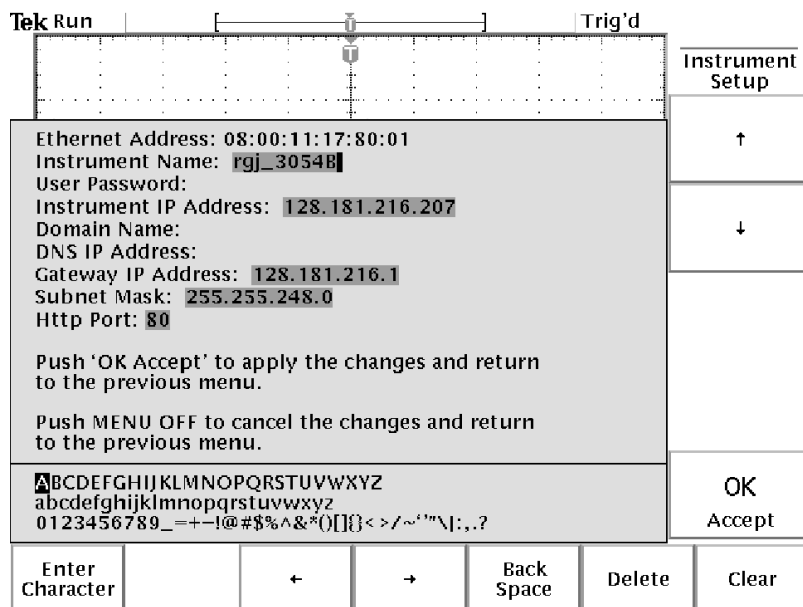 Tek Run
Trig'd
T
Instrument
Setup
↑
↓
Ethernet Address: 08:00:11:17:80:01
Instrument Name: rgj_3054B
User Password:
Instrument IP Address: 128.181.216.207
Domain Name:
DNS IP Address:
Gateway IP Address: 128.181.216.1
Subnet Mask: 255.255.248.0
Http Port: 80
Push ‘OK Accept’ to apply the changes and return
to the previous menu.
Push MENU OFF to cancel the changes and return
to the previous menu.
ABCDEFGHIJKLMNOPQRSTUVWXYZ
abcdefghijklmnopqrstuvwxyz
0123456789_=+−!@#$%^&*()[]{}<>/~‘’"\|:,.?
OK
Accept
Enter
Character
←
→
Back
Space
Delete
Clear